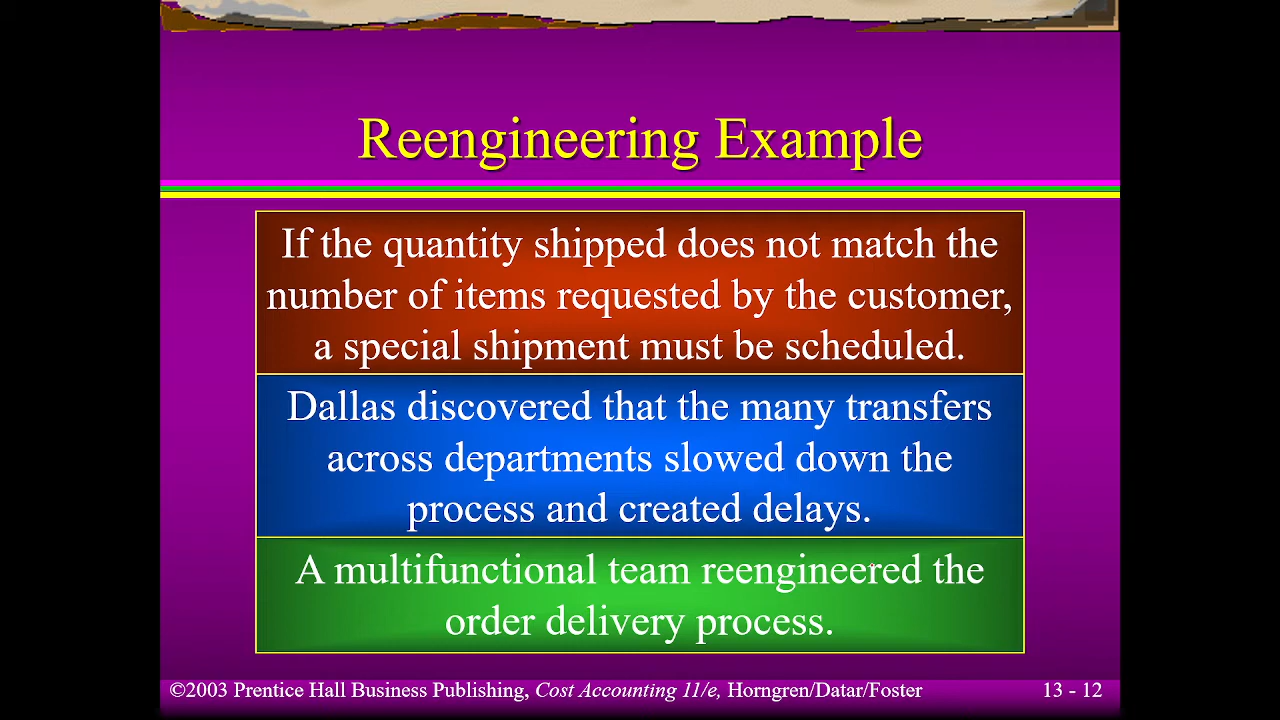 Reengineering Example
If the quantity shipped does not match the
number of items requested by the customer,
a special shipment must be scheduled.
Dallas discovered that the many transfers
across departments slowed down the
process and created delays.
A multifunctional team reengineered the
order delivery process.
©2003 Prentice Hall Business Publishing, Cost Accounting 11/e, Horngren/Datar/Foster 13 - 12